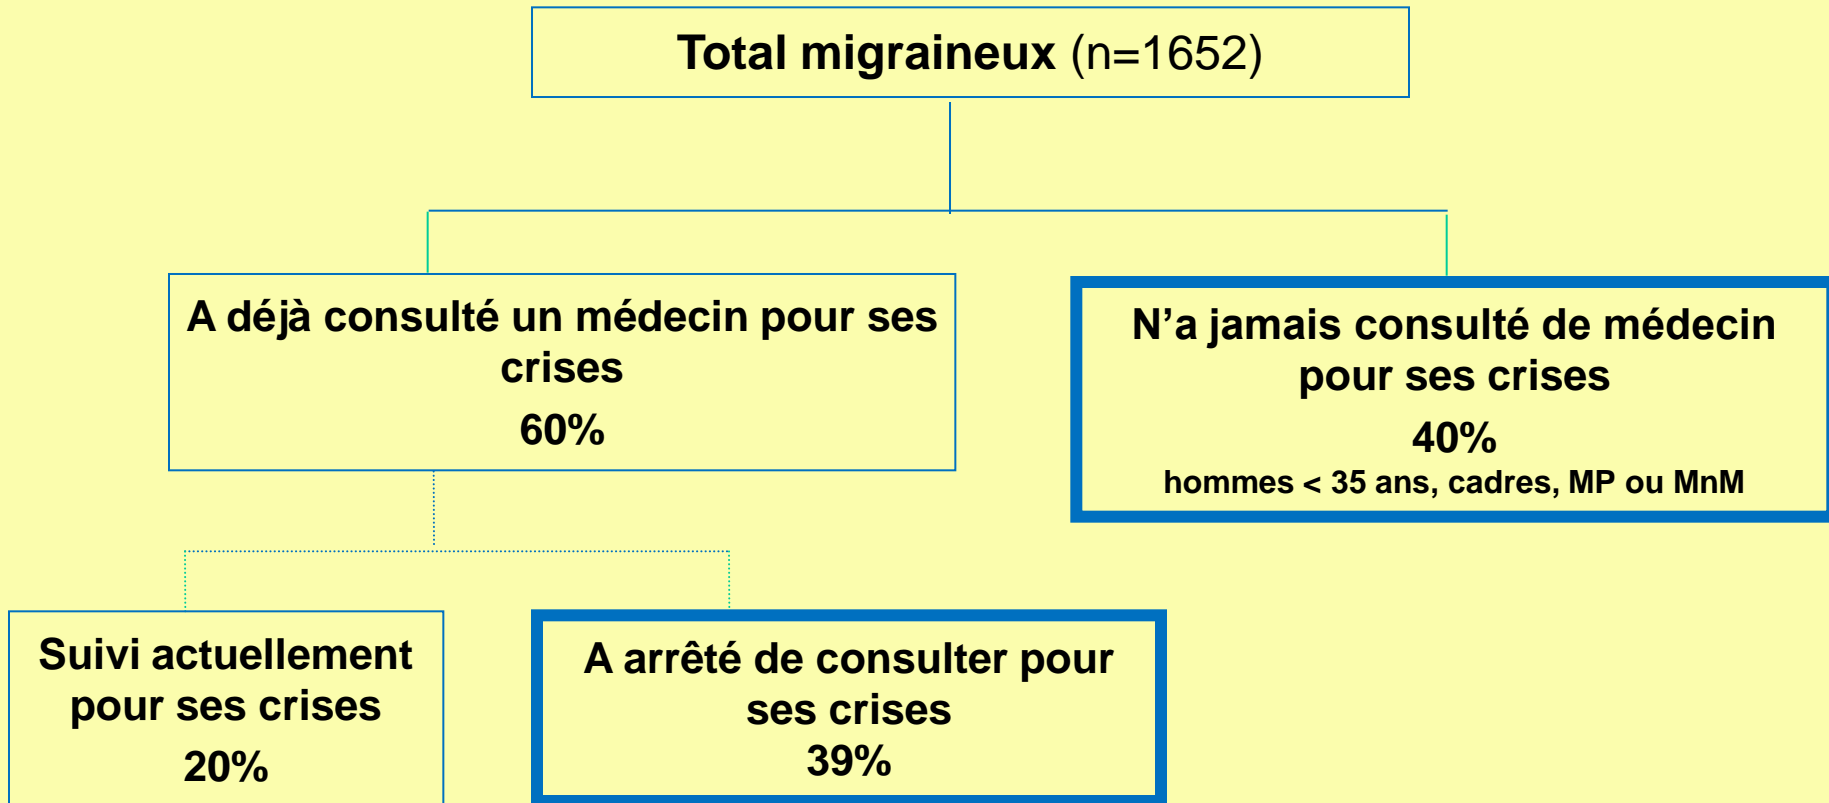 Total migraineux (n=1652)
A déjà consulté un médecin pour ses
crises
60%
N’a jamais consulté de médecin
pour ses crises
40%
hommes < 35 ans, cadres, MP ou MnM
Suivi actuellement
pour ses crises
20%
A arrêté de consulter pour
ses crises
39%